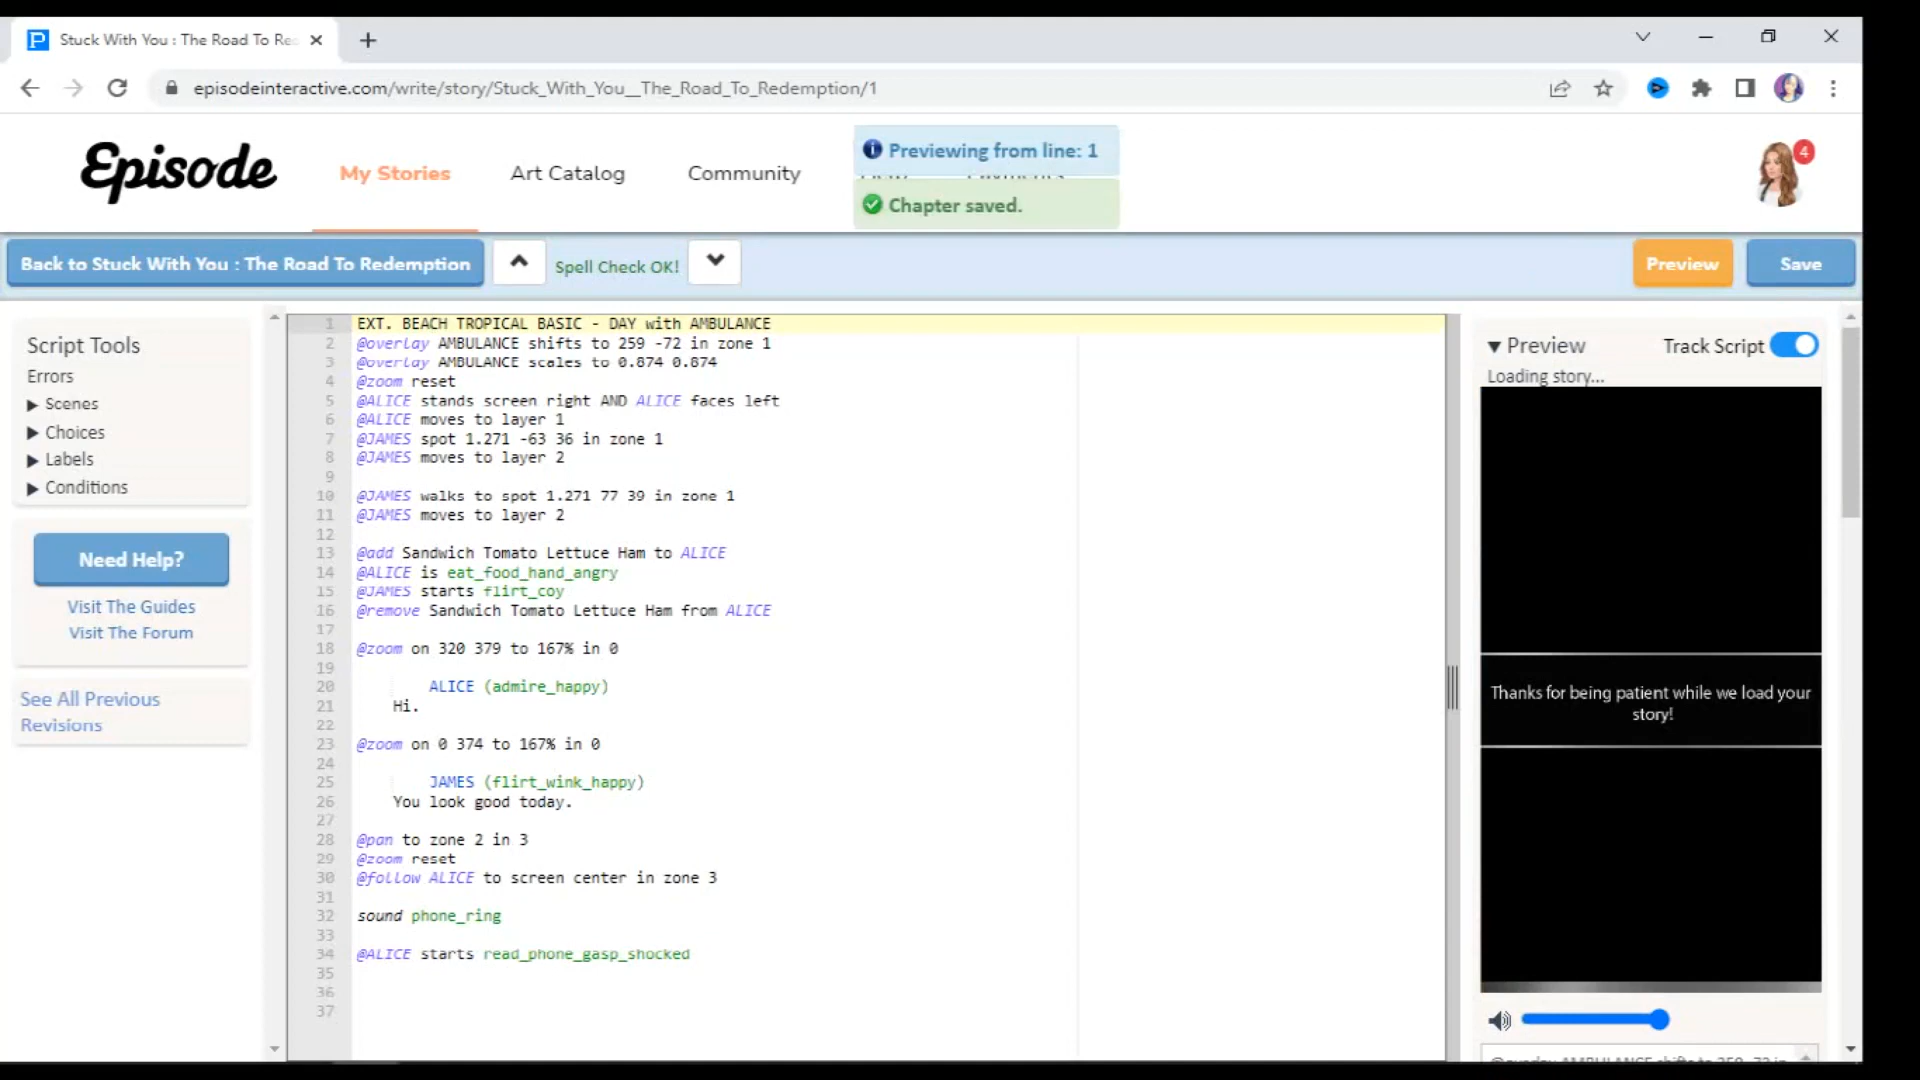 Stuck With You : The Road To Re
episodeinteractive.com/write/story/Stuck_With_You__The_Road_To_Redemption/1
Episode
My Stories
Art Catalog
Community
Previewing from line: 1
Chapter saved.
4
Back to Stuck With You : The Road To Redemption
Spell Check OK!
Preview
Save
Script Tools
Errors
Scenes
Choices
Labels
Conditions
Need Help?
Visit The Guides
Visit The Forum
See All Previous
Revisions
1 EXT. BEACH TROPICAL BASIC - DAY with AMBULANCE
2 @overlay AMBULANCE shifts to 259 -72 in zone 1
3 @overlay AMBULANCE scales to 0.874 0.874
4 @zoom reset
5 @ALICE stands screen right AND ALICE faces left
6 @ALICE moves to layer 1
7 @JAMES spot 1.271 -63 36 in zone 1
8 @JAMES moves to layer 2
9
10 @JAMES walks to spot 1.271 77 39 in zone 1
11 @JAMES moves to layer 2
12
13 @add Sandwich Tomato Lettuce Ham to ALICE
14 @ALICE is eat_food_hand_angry
15 @JAMES starts flirt_coy
16 @remove Sandwich Tomato Lettuce Ham from ALICE
17
18 @zoom on 320 379 to 167% in 0
19
20 ALICE (admire_happy)
21 Hi.
22
23 @zoom on 0 374 to 167% in 0
24
25 JAMES (flirt_wink_happy)
26 You look good today.
27
28 @pan to zone 2 in 3
29 @zoom reset
30 @follow ALICE to screen center in zone 3
31
32 sound phone_ring
33
34 @ALICE starts read_phone_gasp_shocked
35
36
37
Preview
Track Script
Loading story...
Thanks for being patient while we load your
story!